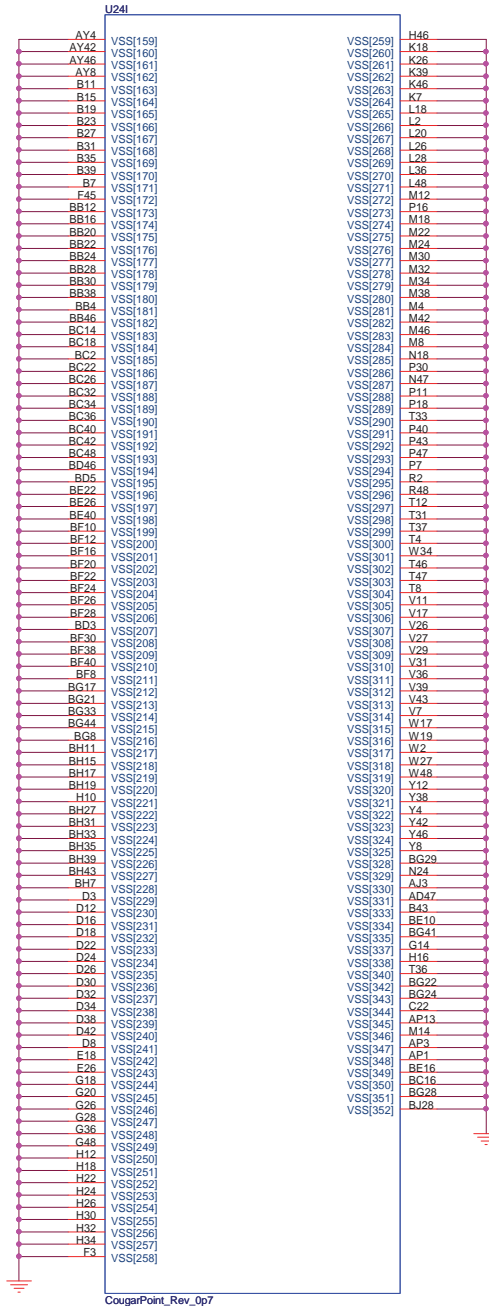 U24I
AY4 VSS[159] VSS[259] H46
AY42 VSS[160] VSS[260] K18
AY46 VSS[161] VSS[261] K26
AY8 VSS[162] VSS[262] K39
B11 VSS[163] VSS[263] K46
B15 VSS[164] VSS[264] K7
B19 VSS[165] VSS[265] L18
B23 VSS[166] VSS[266] L2
B27 VSS[167] VSS[267] L20
B31 VSS[168] VSS[268] L26
B35 VSS[169] VSS[269] L28
B39 VSS[170] VSS[270] L36
B7 VSS[171] VSS[271] L48
F45 VSS[172] VSS[272] M12
BB12 VSS[173] VSS[273] P16
BB16 VSS[174] VSS[274] M18
BB20 VSS[175] VSS[275] M22
BB22 VSS[176] VSS[276] M24
BB24 VSS[177] VSS[277] M30
BB28 VSS[178] VSS[278] M32
BB30 VSS[179] VSS[279] M34
BB38 VSS[180] VSS[280] M38
BB4 VSS[181] VSS[281] M4
BB46 VSS[182] VSS[282] M42
BC14 VSS[183] VSS[283] M46
BC18 VSS[184] VSS[284] M8
BC2 VSS[185] VSS[285] N18
BC22 VSS[186] VSS[286] P30
BC26 VSS[187] VSS[287] N47
BC32 VSS[188] VSS[288] P11
BC34 VSS[189] VSS[289] P18
BC36 VSS[190] VSS[290] T33
BC40 VSS[191] VSS[291] P40
BC42 VSS[192] VSS[292] P43
BC48 VSS[193] VSS[293] P47
BD46 VSS[194] VSS[294] P7
BD5 VSS[195] VSS[295] R2
BE22 VSS[196] VSS[296] R48
BE26 VSS[197] VSS[297] T12
BE40 VSS[198] VSS[298] T31
BF10 VSS[199] VSS[299] T37
BF12 VSS[200] VSS[300] T4
BF16 VSS[201] VSS[301] W34
BF20 VSS[202] VSS[302] T46
BF22 VSS[203] VSS[303] T47
BF24 VSS[204] VSS[304] T8
BF26 VSS[205] VSS[305] V11
BF28 VSS[206] VSS[306] V17
BD3 VSS[207] VSS[307] V26
BF30 VSS[208] VSS[308] V27
BF38 VSS[209] VSS[309] V29
BF40 VSS[210] VSS[310] V31
BF8 VSS[211] VSS[311] V36
BG17 VSS[212] VSS[312] V39
BG21 VSS[213] VSS[313] V43
BG33 VSS[214] VSS[314] V7
BG44 VSS[215] VSS[315] W17
BG8 VSS[216] VSS[316] W19
BH11 VSS[217] VSS[317] W2
BH15 VSS[218] VSS[318] W27
BH17 VSS[219] VSS[319] W48
BH19 VSS[220] VSS[320] Y12
H10 VSS[221] VSS[321] Y38
BH27 VSS[222] VSS[322] Y4
BH31 VSS[223] VSS[323] Y42
BH33 VSS[224] VSS[324] Y46
BH35 VSS[225] VSS[325] Y8
BH39 VSS[226] VSS[328] BG29
BH43 VSS[227] VSS[329] N24
BH7 VSS[228] VSS[330] AJ3
D3 VSS[229] VSS[331] AD47
D12 VSS[230] VSS[333] B43
D16 VSS[231] VSS[334] BE10
D18 VSS[232] VSS[335] BG41
D22 VSS[233] VSS[337] G14
D24 VSS[234] VSS[338] H16
D26 VSS[235] VSS[340] T36
D30 VSS[236] VSS[342] BG22
D32 VSS[237] VSS[343] BG24
D34 VSS[238] VSS[344] C22
D38 VSS[239] VSS[345] AP13
D42 VSS[240] VSS[346] M14
D8 VSS[241] VSS[347] AP3
E18 VSS[242] VSS[348] AP1
E26 VSS[243] VSS[349] BE16
G18 VSS[244] VSS[350] BC16
G20 VSS[245] VSS[351] BG28
G26 VSS[246] VSS[352] BJ28
G28 VSS[247]
G36 VSS[248]
G48 VSS[249]
H12 VSS[250]
H18 VSS[251]
H22 VSS[252]
H24 VSS[253]
H26 VSS[254]
H30 VSS[255]
H32 VSS[256]
H34 VSS[257]
F3 VSS[258]
CougarPoint_Rev_0p7